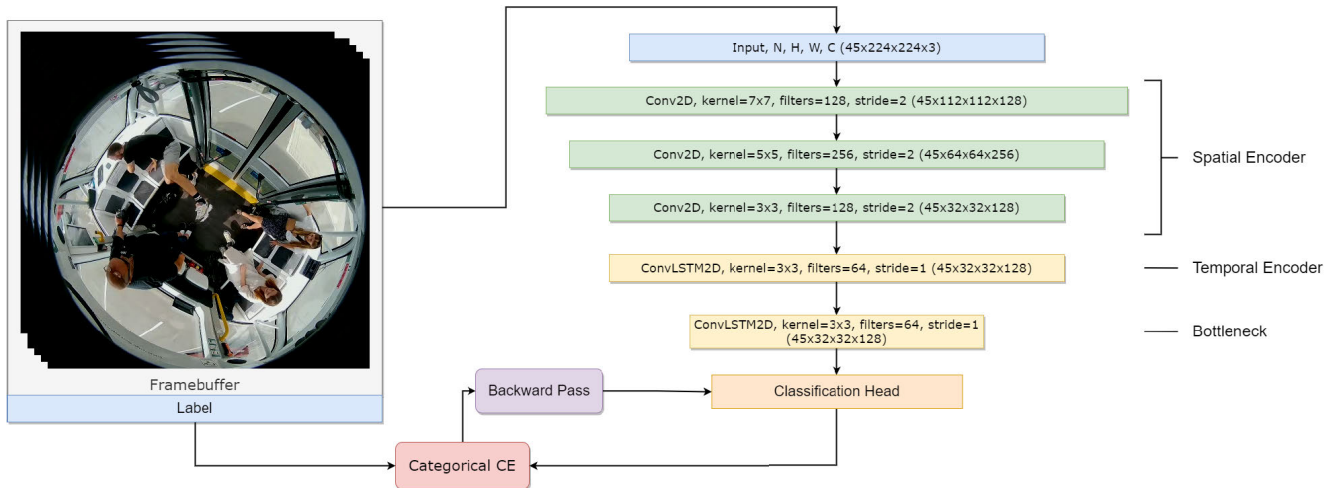 Framebuffer
Label
Input, N, H, W, C (45x224x224x3)
Conv2D, kernel=7x7, filters=128, stride=2 (45x112x112x128)
Conv2D, kernel=5x5, filters=256, stride=2 (45x64x64x256)
Conv2D, kernel=3x3, filters=128, stride=2 (45x32x32x128)
Spatial Encoder
ConvLSTM2D, kernel=3x3, filters=64, stride=1 (45x32x32x128)
Temporal Encoder
ConvLSTM2D, kernel=3x3, filters=64, stride=1
(45x32x32x128)
Bottleneck
Backward Pass
Classification Head
Categorical CE